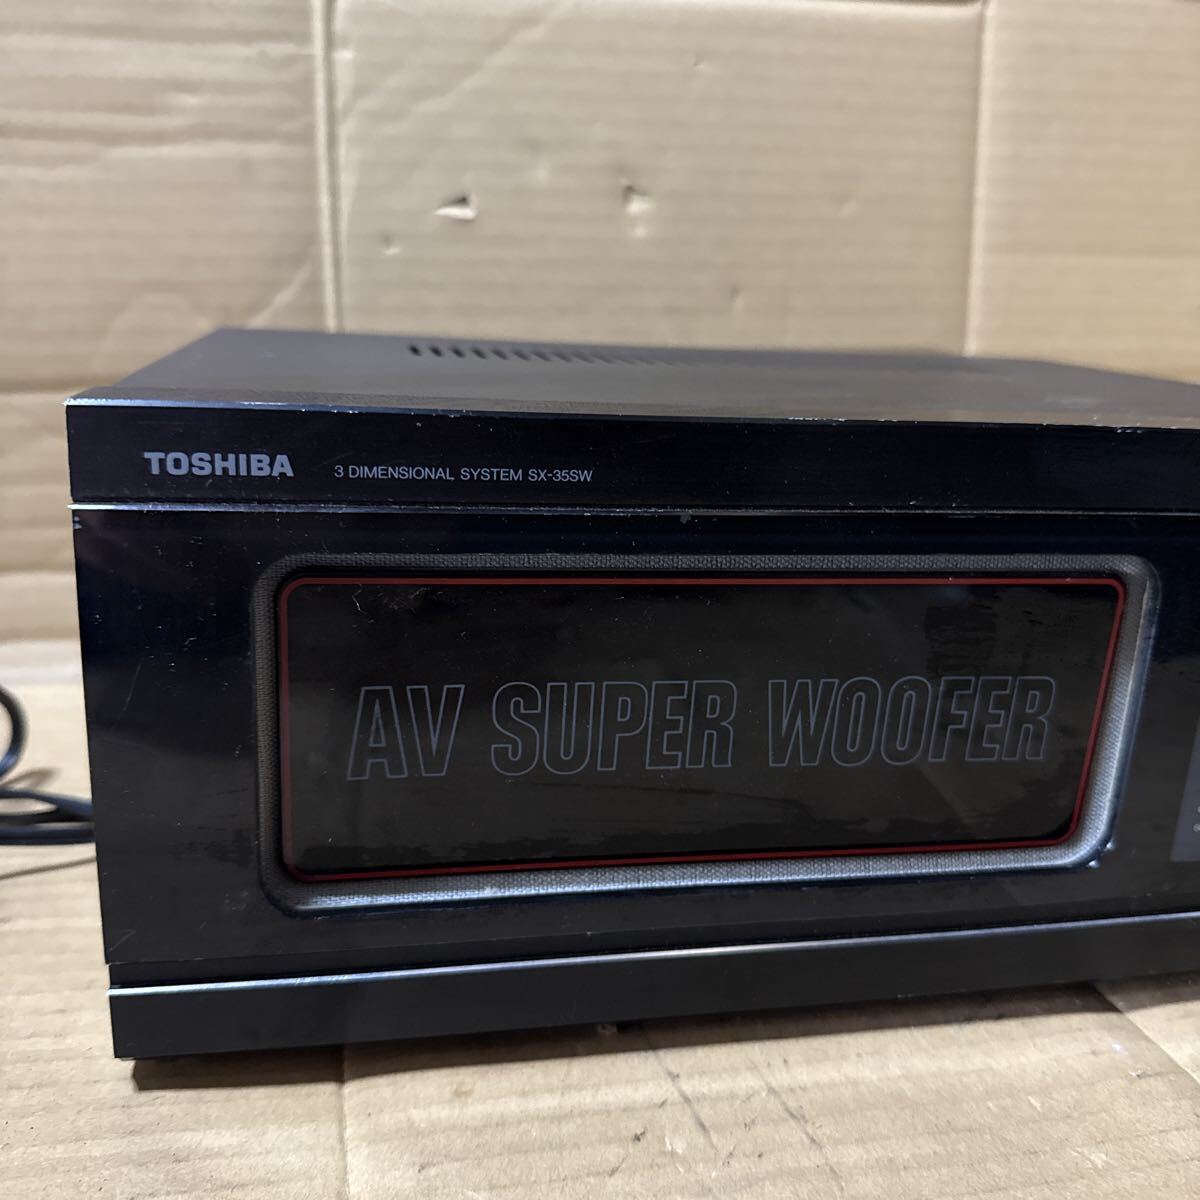 TOSHIBA 3 DIMENSIONAL SYSTEM SX-35SW
AV SUPER WOOFER